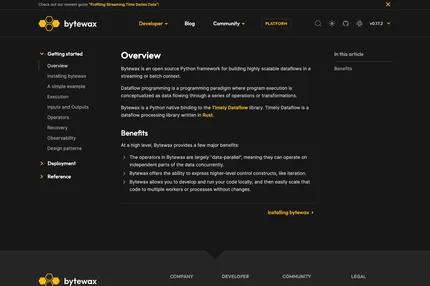 Check out our newest guide "Profiling Streaming Time Series Data"!
bytewax
Developer
Blog
Community
PLATFORM
v0.17.2
Getting started
Overview
Installing bytewax
A simple example
Execution
Inputs and Outputs
Operators
Recovery
Observability
Design patterns
Deployment
Reference
Overview
Bytewax is an open source Python framework for building highly scalable dataflows in a
streaming or batch context.
Dataflow programming is a programming paradigm where program execution is
conceptualized as data flowing through a series of operations or transformations.
Bytewax is a Python native binding to the Timely Dataflow library. Timely Dataflow is a
dataflow processing library written in Rust.
Benefits
At a high level, Bytewax provides a few major benefits:
The operators in Bytewax are largely "data-parallel", meaning they can operate on
independent parts of the data concurrently.
Bytewax offers the ability to express higher-level control constructs, like iteration.
Bytewax allows you to develop and run your code locally, and then easily scale that
code to multiple workers or processes without changes.
Installing bytewax
In this article
Benefits
bytewax
COMPANY
DEVELOPER
COMMUNITY
LEGAL